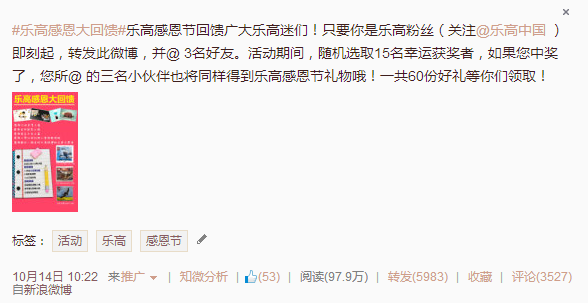 #乐高感恩大回馈#乐高感恩节回馈广大乐高迷们！只要你是乐高粉丝（关注@乐高中国 ）
即刻起，转发此微博，并@ 3名好友。活动期间，随机选取15名幸运获奖者，如果您中奖
了，您所@ 的三名小伙伴也将同样得到乐高感恩节礼物哦！一共60份好礼等你们领取！
乐高感恩大回馈
标签： 活动 乐高 感恩节
10月14日 10:22 来推广 | 知微分析 | (53) | 阅读(97.9万) | 转发(5983) | 收藏 | 评论(3527)
自新浪微博